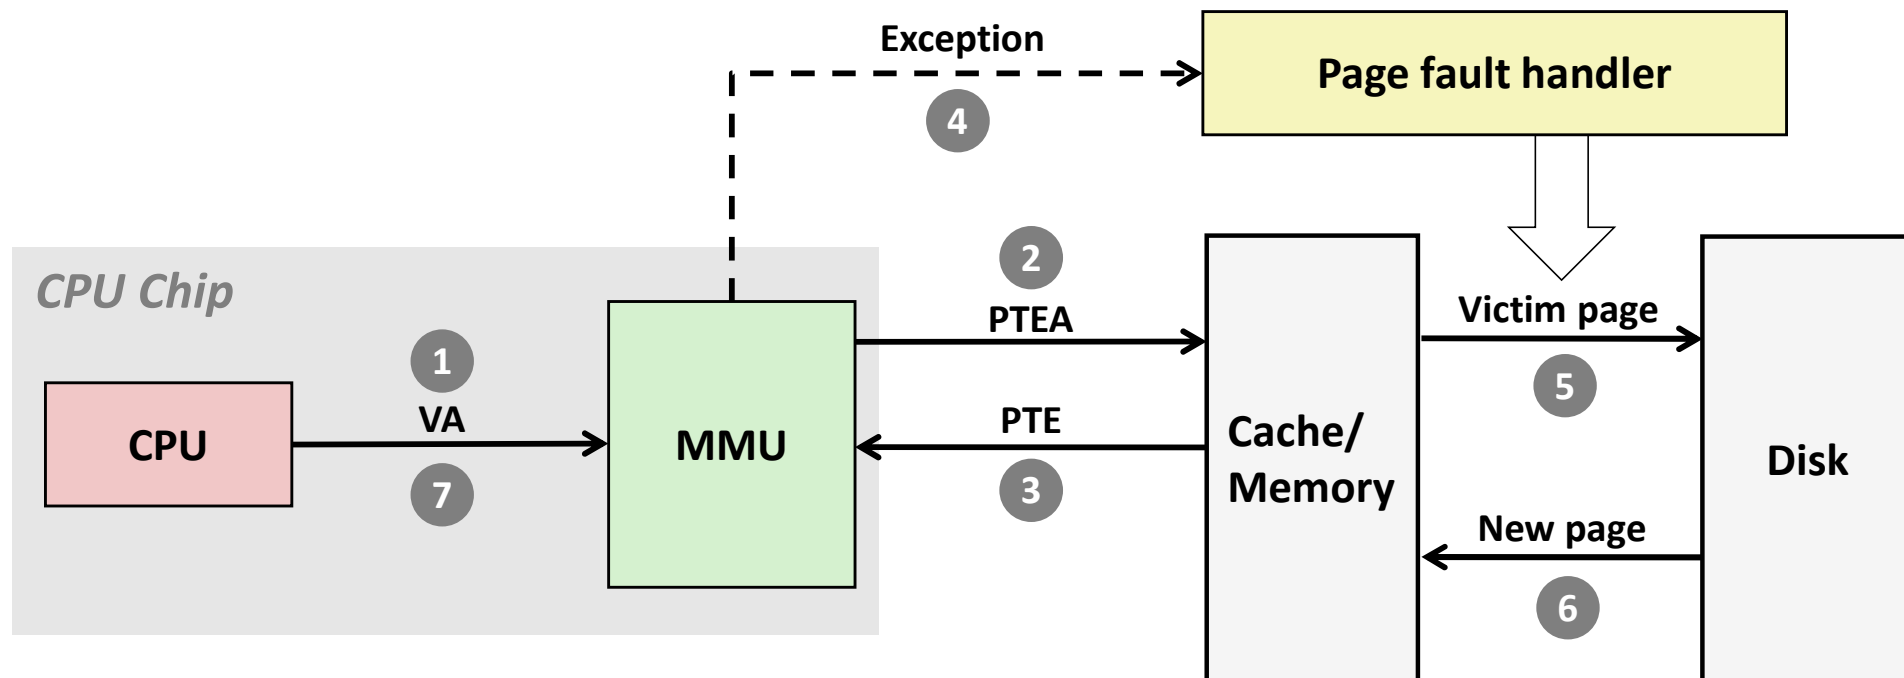 Exception
Page fault handler
4
2
CPU Chip
PTEA
Victim page
1
5
VA
PTE
CPU
MMU
Cache/
Memory
Disk
7
3
New page
6